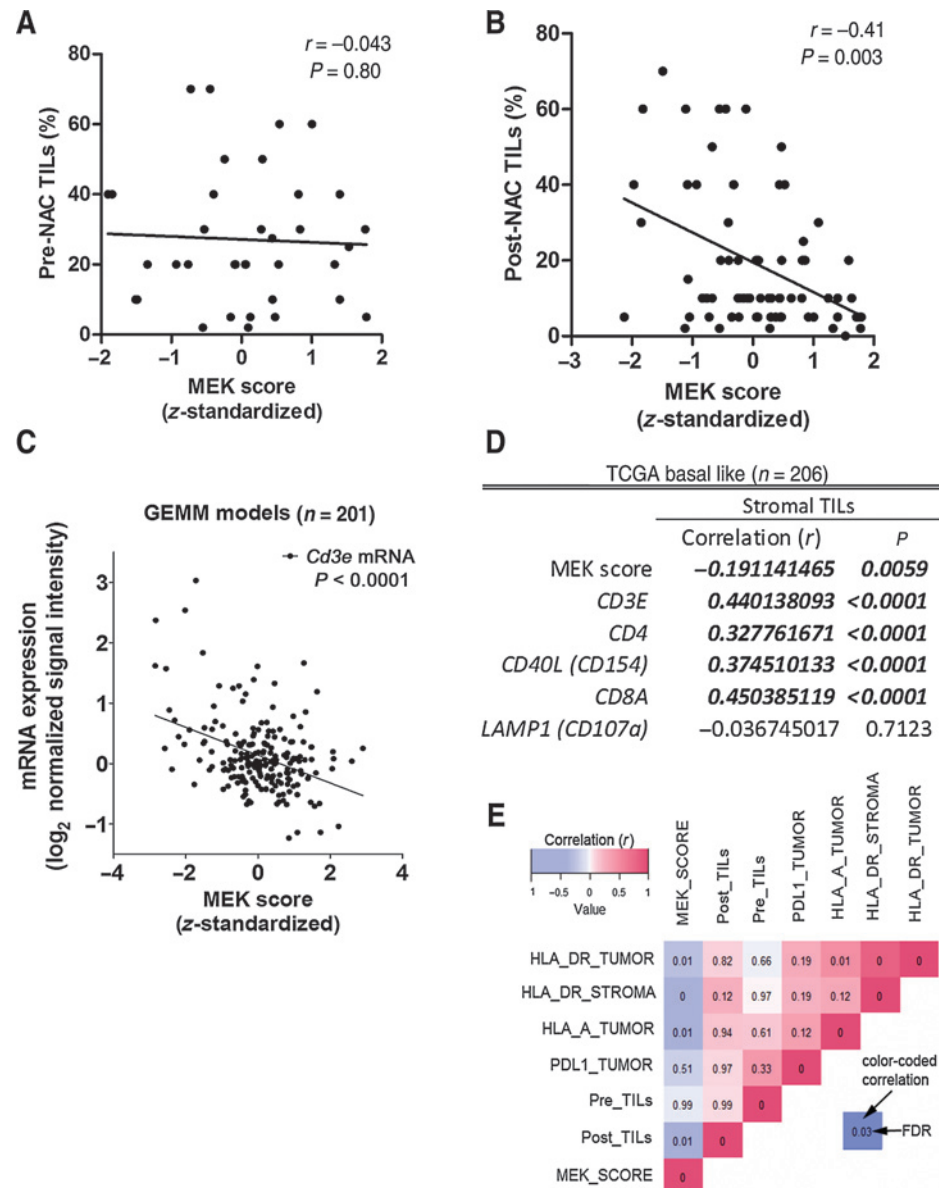 A
r = −0.043
P = 0.80
80
60
40
20
0
Pre-NAC TILs (%)
−2
−1
0
1
2
MEK score
(z-standardized)
B
r = −0.41
P = 0.003
80
60
40
20
0
Post-NAC TILs (%)
−3
−2
−1
0
1
2
MEK score
(z-standardized)
C
GEMM models (n = 201)
Cd3e mRNA
P < 0.0001
3
2
1
0
−1
mRNA expression
(log2 normalized signal intensity)
−4
−2
0
2
4
MEK score
(z-standardized)
D
TCGA basal like (n = 206)
Stromal TILs
Correlation (r) P
MEK score −0.191141465 0.0059
CD3E 0.440138093 <0.0001
CD4 0.327761671 <0.0001
CD40L (CD154) 0.374510133 <0.0001
CD8A 0.450385119 <0.0001
LAMP1 (CD107a) −0.036745017 0.7123
E
Correlation (r)
1 −0.5 0 0.5 1
Value
MEK_SCORE
Post_TILs
Pre_TILs
PDL1_TUMOR
HLA_A_TUMOR
HLA_DR_STROMA
HLA_DR_TUMOR
HLA_DR_TUMOR 0.01 0.82 0.66 0.19 0.01 0 0
HLA_DR_STROMA 0 0.12 0.97 0.19 0.12 0
HLA_A_TUMOR 0.01 0.94 0.61 0.12 0
PDL1_TUMOR 0.51 0.97 0.33 0
Pre_TILs 0.99 0.99 0
Post_TILs 0.01 0
MEK_SCORE 0
color-coded
correlation
0.03
FDR